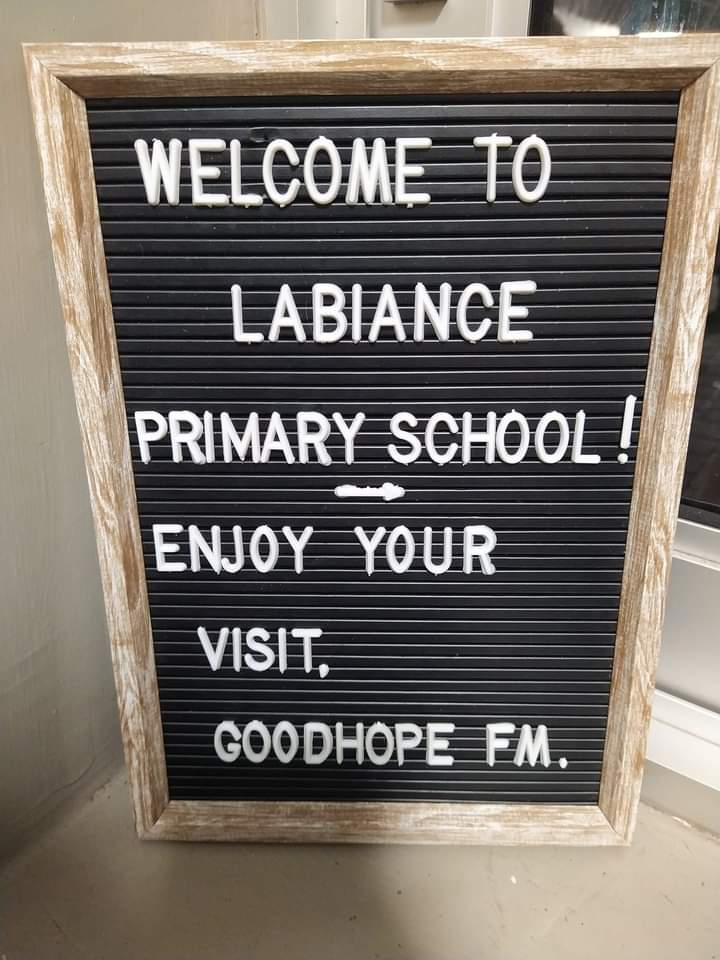 WELCOME TO
LABIANCE
PRIMARY SCHOOL!
ENJOY YOUR
VISIT,
GOODHOPE FM.